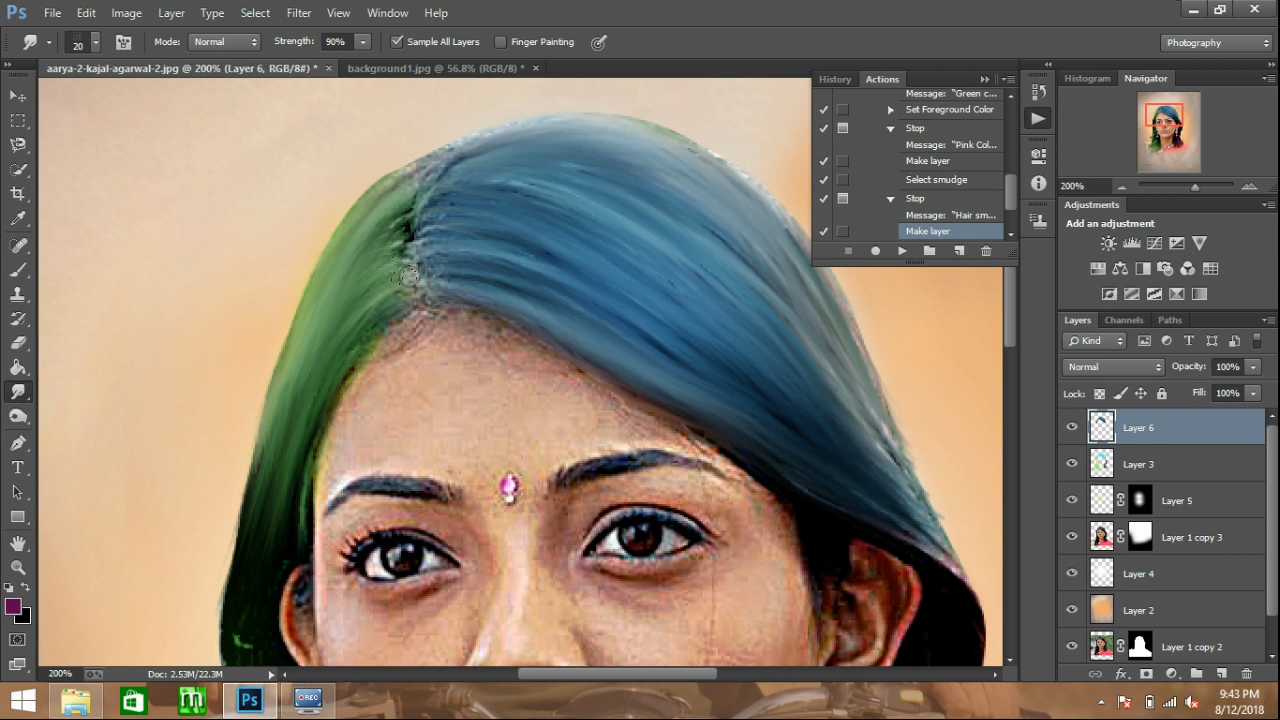 Ps File Edit Image Layer Type Select Filter View Window Help
20 Mode: Normal Strength: 90% Sample All Layers Finger Painting Photography
aarya-2-kajal-agarwal-2.jpg @ 200% (Layer 6, RGB/8#) * × background1.jpg @ 56.8% (RGB/8) * ×
History Actions
Message: "Green c...
Set Foreground Color
Stop
Message: "Pink Col...
Make layer
Select smudge
Stop
Message: "Hair sm...
Make layer
Histogram Navigator
200%
Adjustments
Add an adjustment
Layers Channels Paths
Kind
Normal Opacity: 100%
Lock: Fill: 100%
Layer 6
Layer 3
Layer 5
Layer 1 copy 3
Layer 4
Layer 2
Layer 1 copy 2
fx
200% Doc: 2.53M/22.3M
Ps REC
9:43 PM
8/12/2018